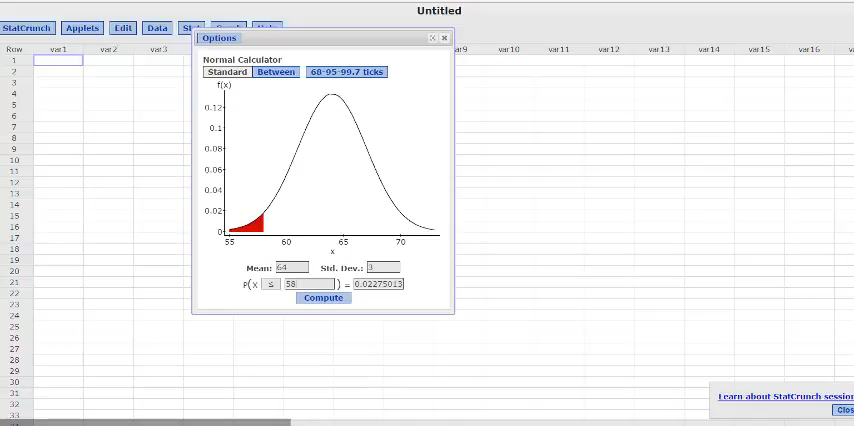 Untitled
StatCrunch Applets Edit Data Stat
Options
Row var1 var2 var3 var10 var11 var12 var13 var14 var15 var16
Normal Calculator
Standard Between 68-95-99.7 ticks
f(x)
0.12
0.1
0.08
0.06
0.04
0.02
0
55 60 65 70
x
Mean: 64 Std. Dev.: 3
P(X ≤ 58) = 0.02275013
Compute
1
2
3
4
5
6
7
8
9
10
11
12
13
14
15
16
17
18
19
20
21
22
23
24
25
26
27
28
29
30
31
32
33
Learn about StatCrunch session
Clos